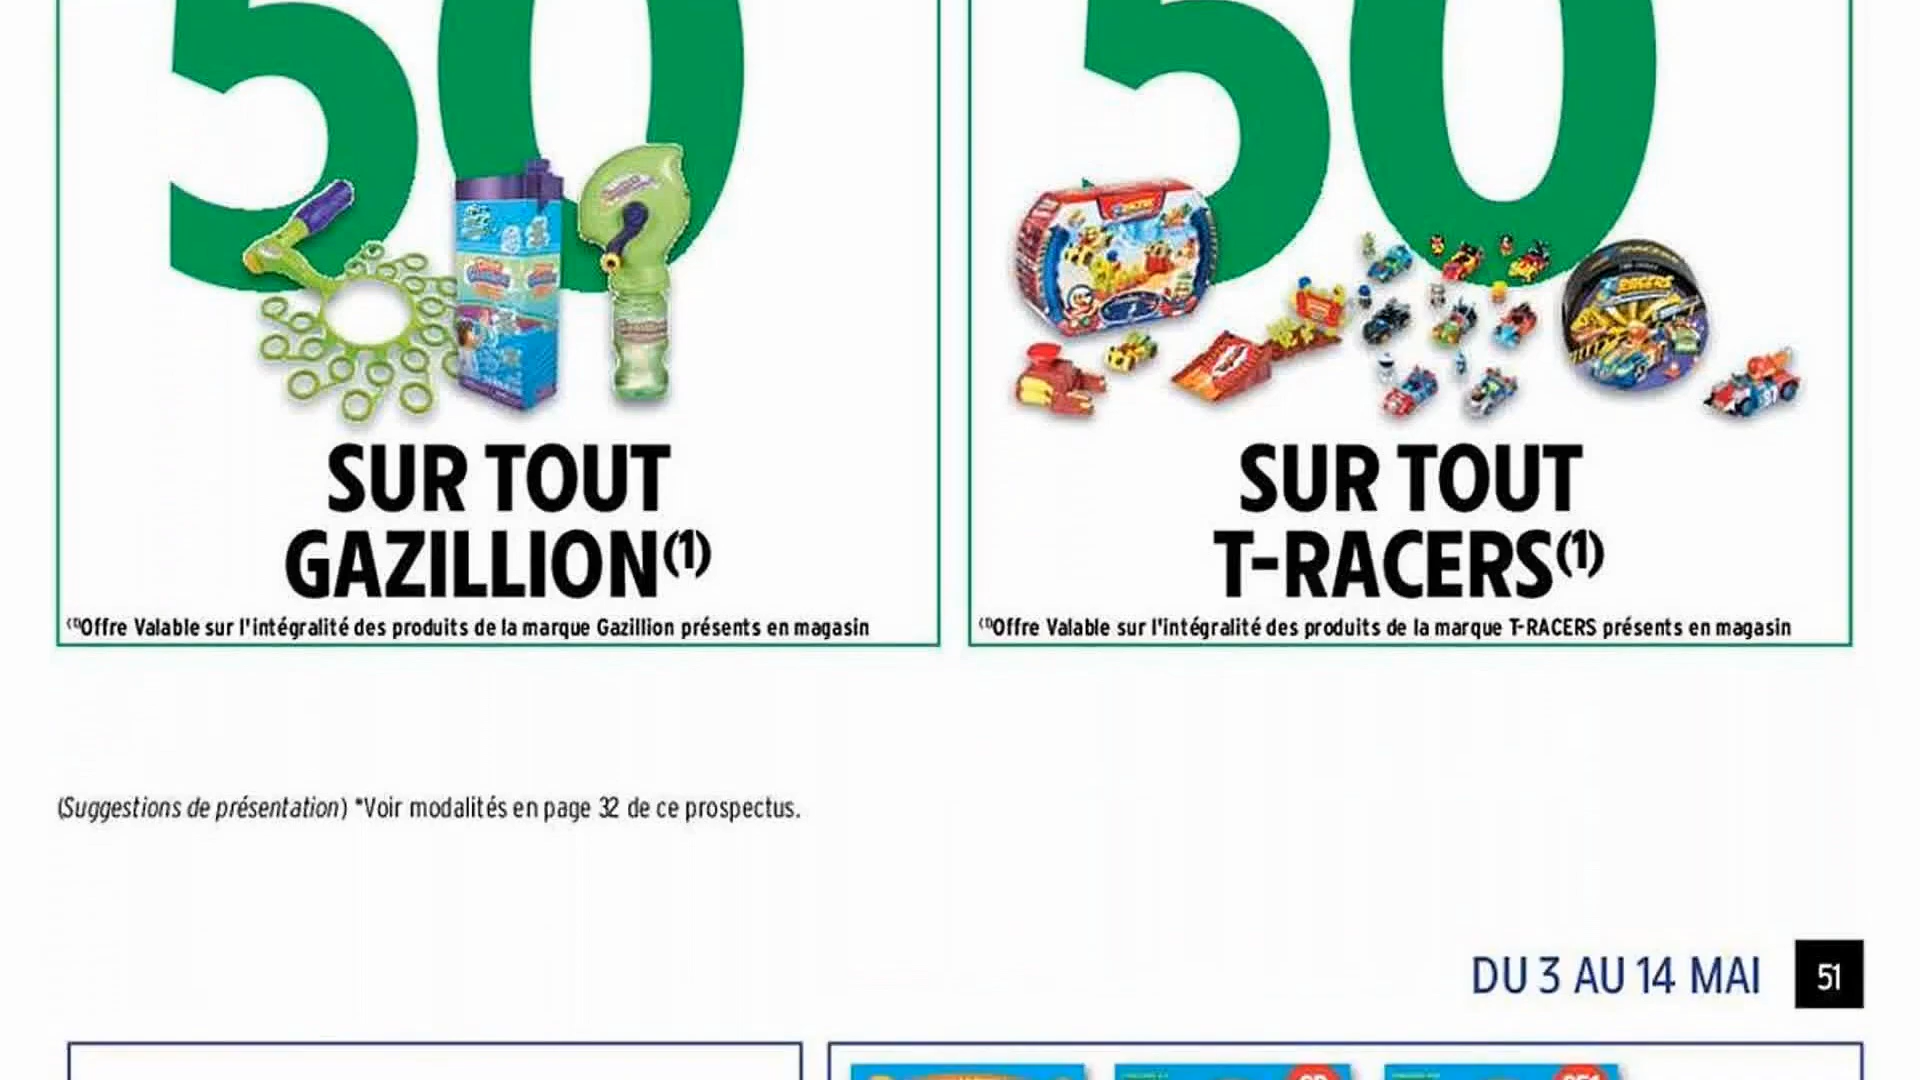 50
50
SUR TOUT
GAZILLION(1)
(1)Offre Valable sur l'intégralité des produits de la marque Gazillion présents en magasin
SUR TOUT
T-RACERS(1)
(1)Offre Valable sur l'intégralité des produits de la marque T-RACERS présents en magasin
(Suggestions de présentation) *Voir modalités en page 32 de ce prospectus.
DU 3 AU 14 MAI
51